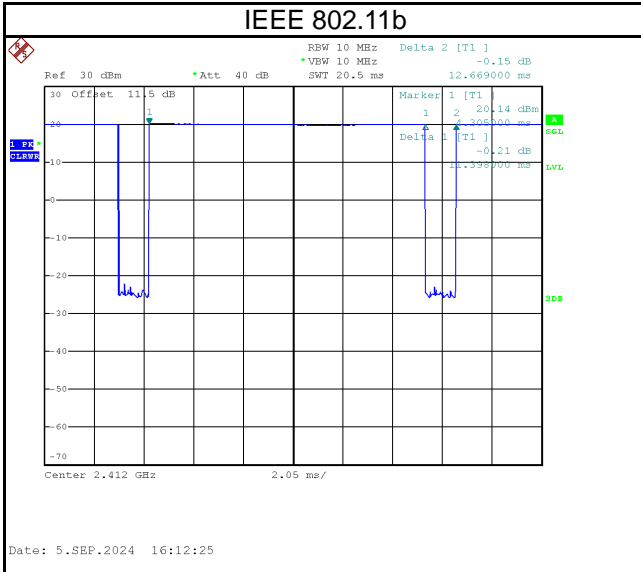 IEEE 802.11b
RBW 10 MHz Delta 2 [T1 ]
*VBW 10 MHz -0.15 dB
Ref 30 dBm *Att 40 dB SWT 20.5 ms 12.669000 ms
30 Offset 11.5 dB Marker 1 [T1 ]
1 1 2 20.14 dBm
20 4.305000 ms
A
SGL
Delta 1 [T1 ]
1 PK *
CLRWR
-0.21 dB
10 11.398000 ms
LVL
0
-10
-20
3DB
-30
-40
-50
-60
-70
Center 2.412 GHz 2.05 ms/
Date: 5.SEP.2024 16:12:25